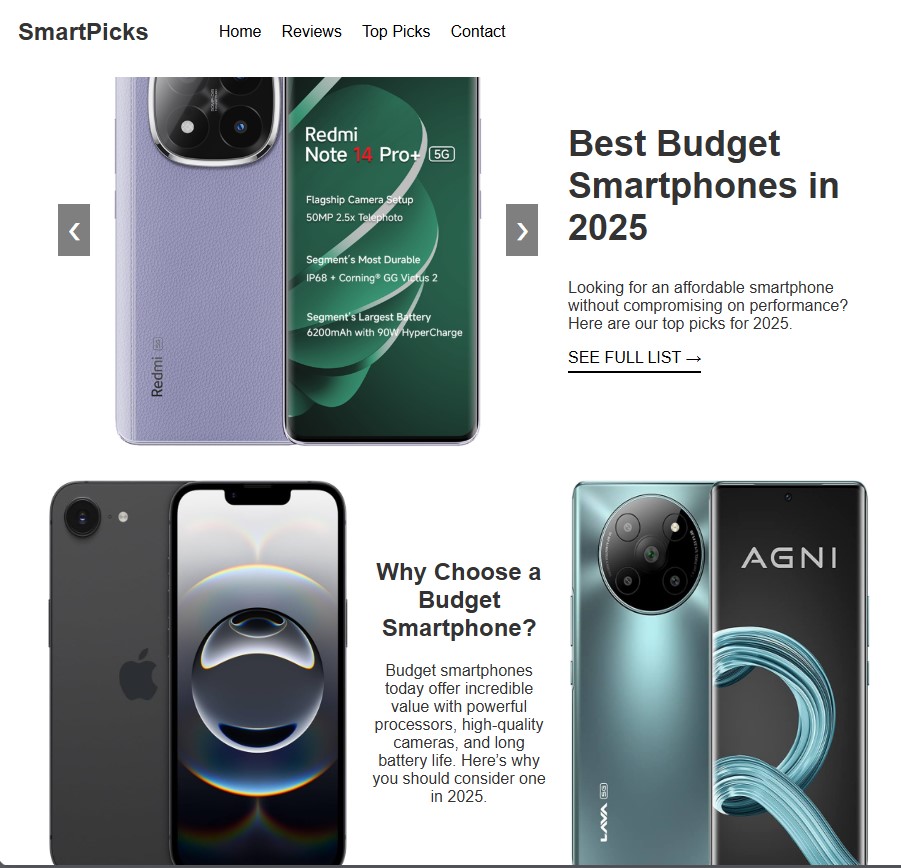 SmartPicks
Home Reviews Top Picks Contact
Redmi
Note 14 Pro+ 5G
Flagship Camera Setup
50MP 2.5x Telephoto
Segment's Most Durable
IP68 + Corning® GG Victus 2
Segment's Largest Battery
6200mAh with 90W HyperCharge
Redmi 5G
❮
❯
Best Budget
Smartphones in
2025
Looking for an affordable smartphone
without compromising on performance?
Here are our top picks for 2025.
SEE FULL LIST →
Why Choose a
Budget
Smartphone?
Budget smartphones
today offer incredible
value with powerful
processors, high-quality
cameras, and long
battery life. Here's why
you should consider one
in 2025.
AGNI
LAVA 5G